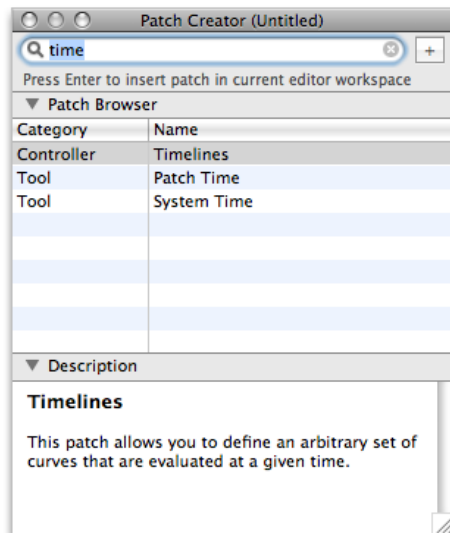 Patch Creator (Untitled)
time
+
Press Enter to insert patch in current editor workspace
Patch Browser
Category Name
Controller Timelines
Tool Patch Time
Tool System Time
Description
Timelines
This patch allows you to define an arbitrary set of
curves that are evaluated at a given time.